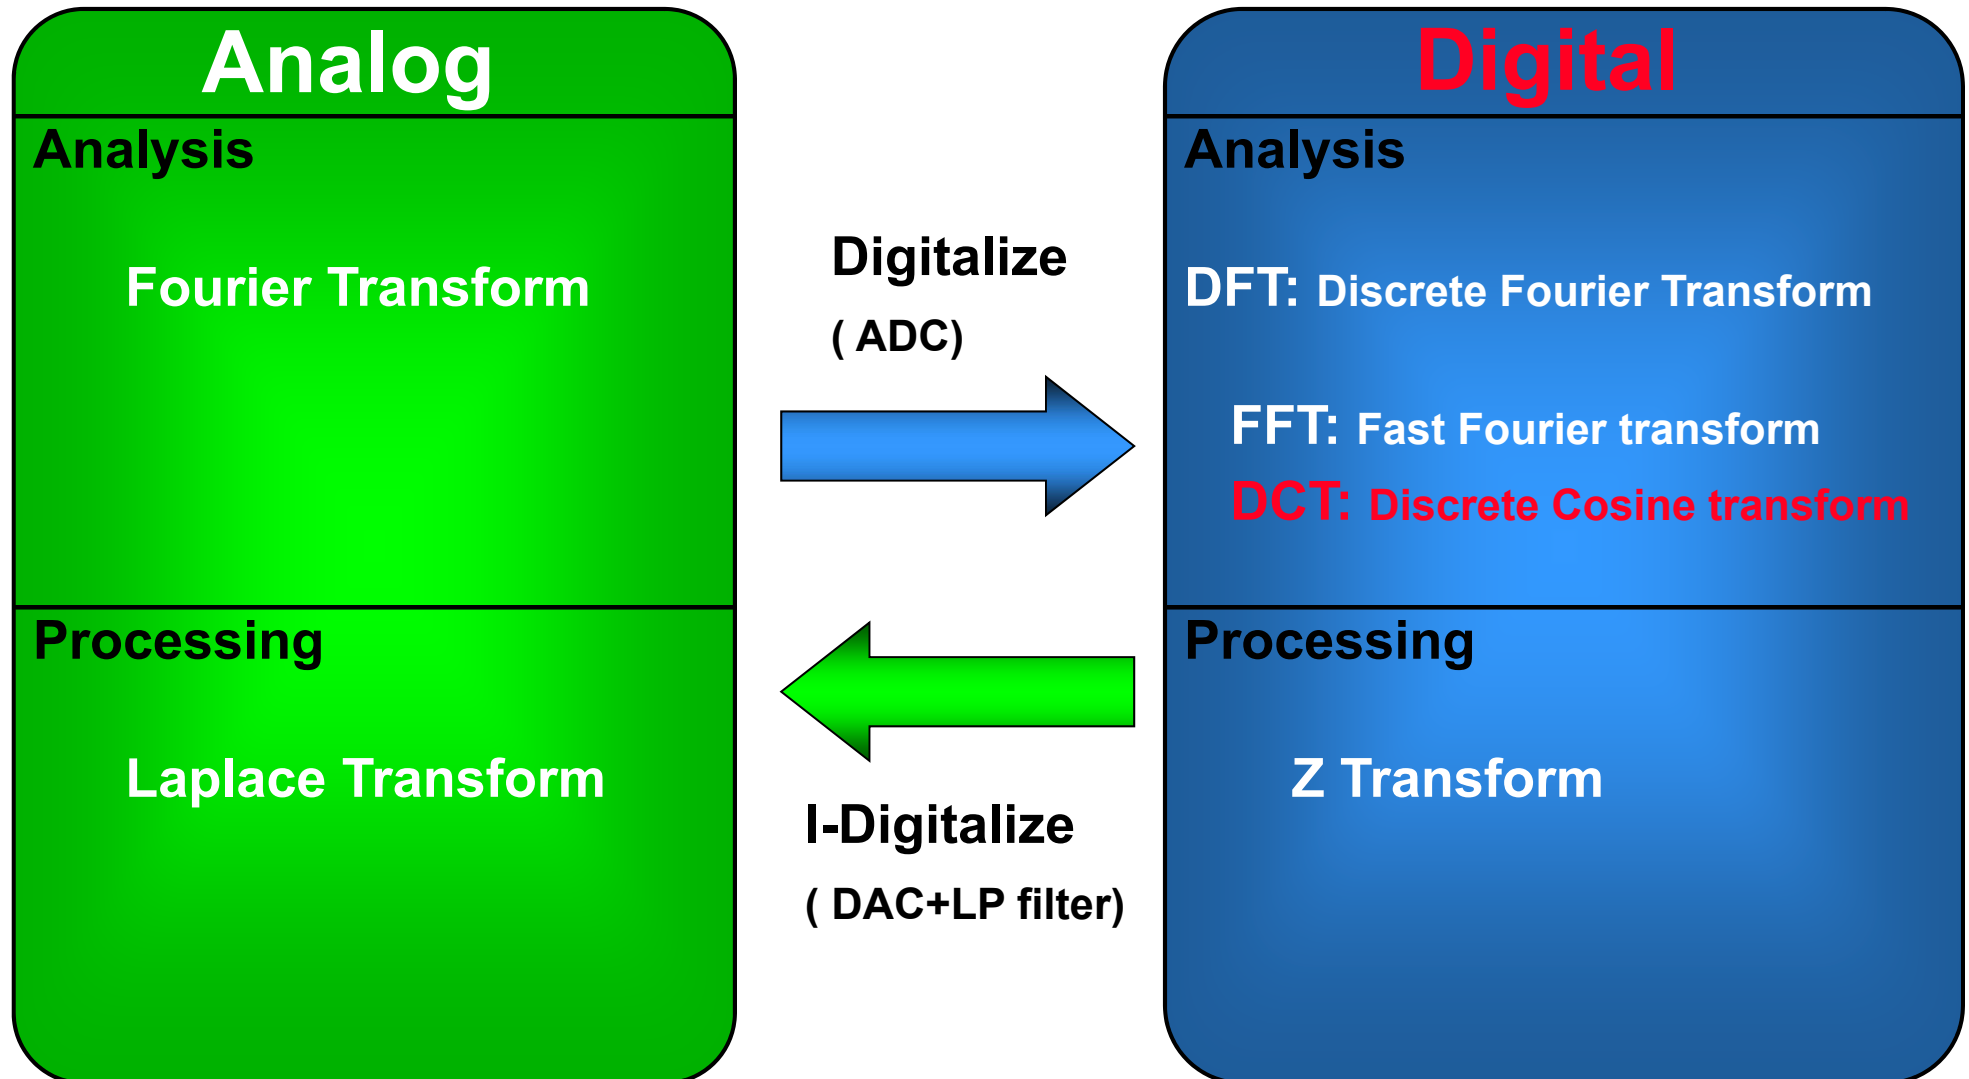 Analog
Analysis
Fourier Transform
Processing
Laplace Transform
Digitalize
( ADC)
I-Digitalize
( DAC+LP filter)
Digital
Analysis
DFT: Discrete Fourier Transform
FFT: Fast Fourier transform
DCT: Discrete Cosine transform
Processing
Z Transform